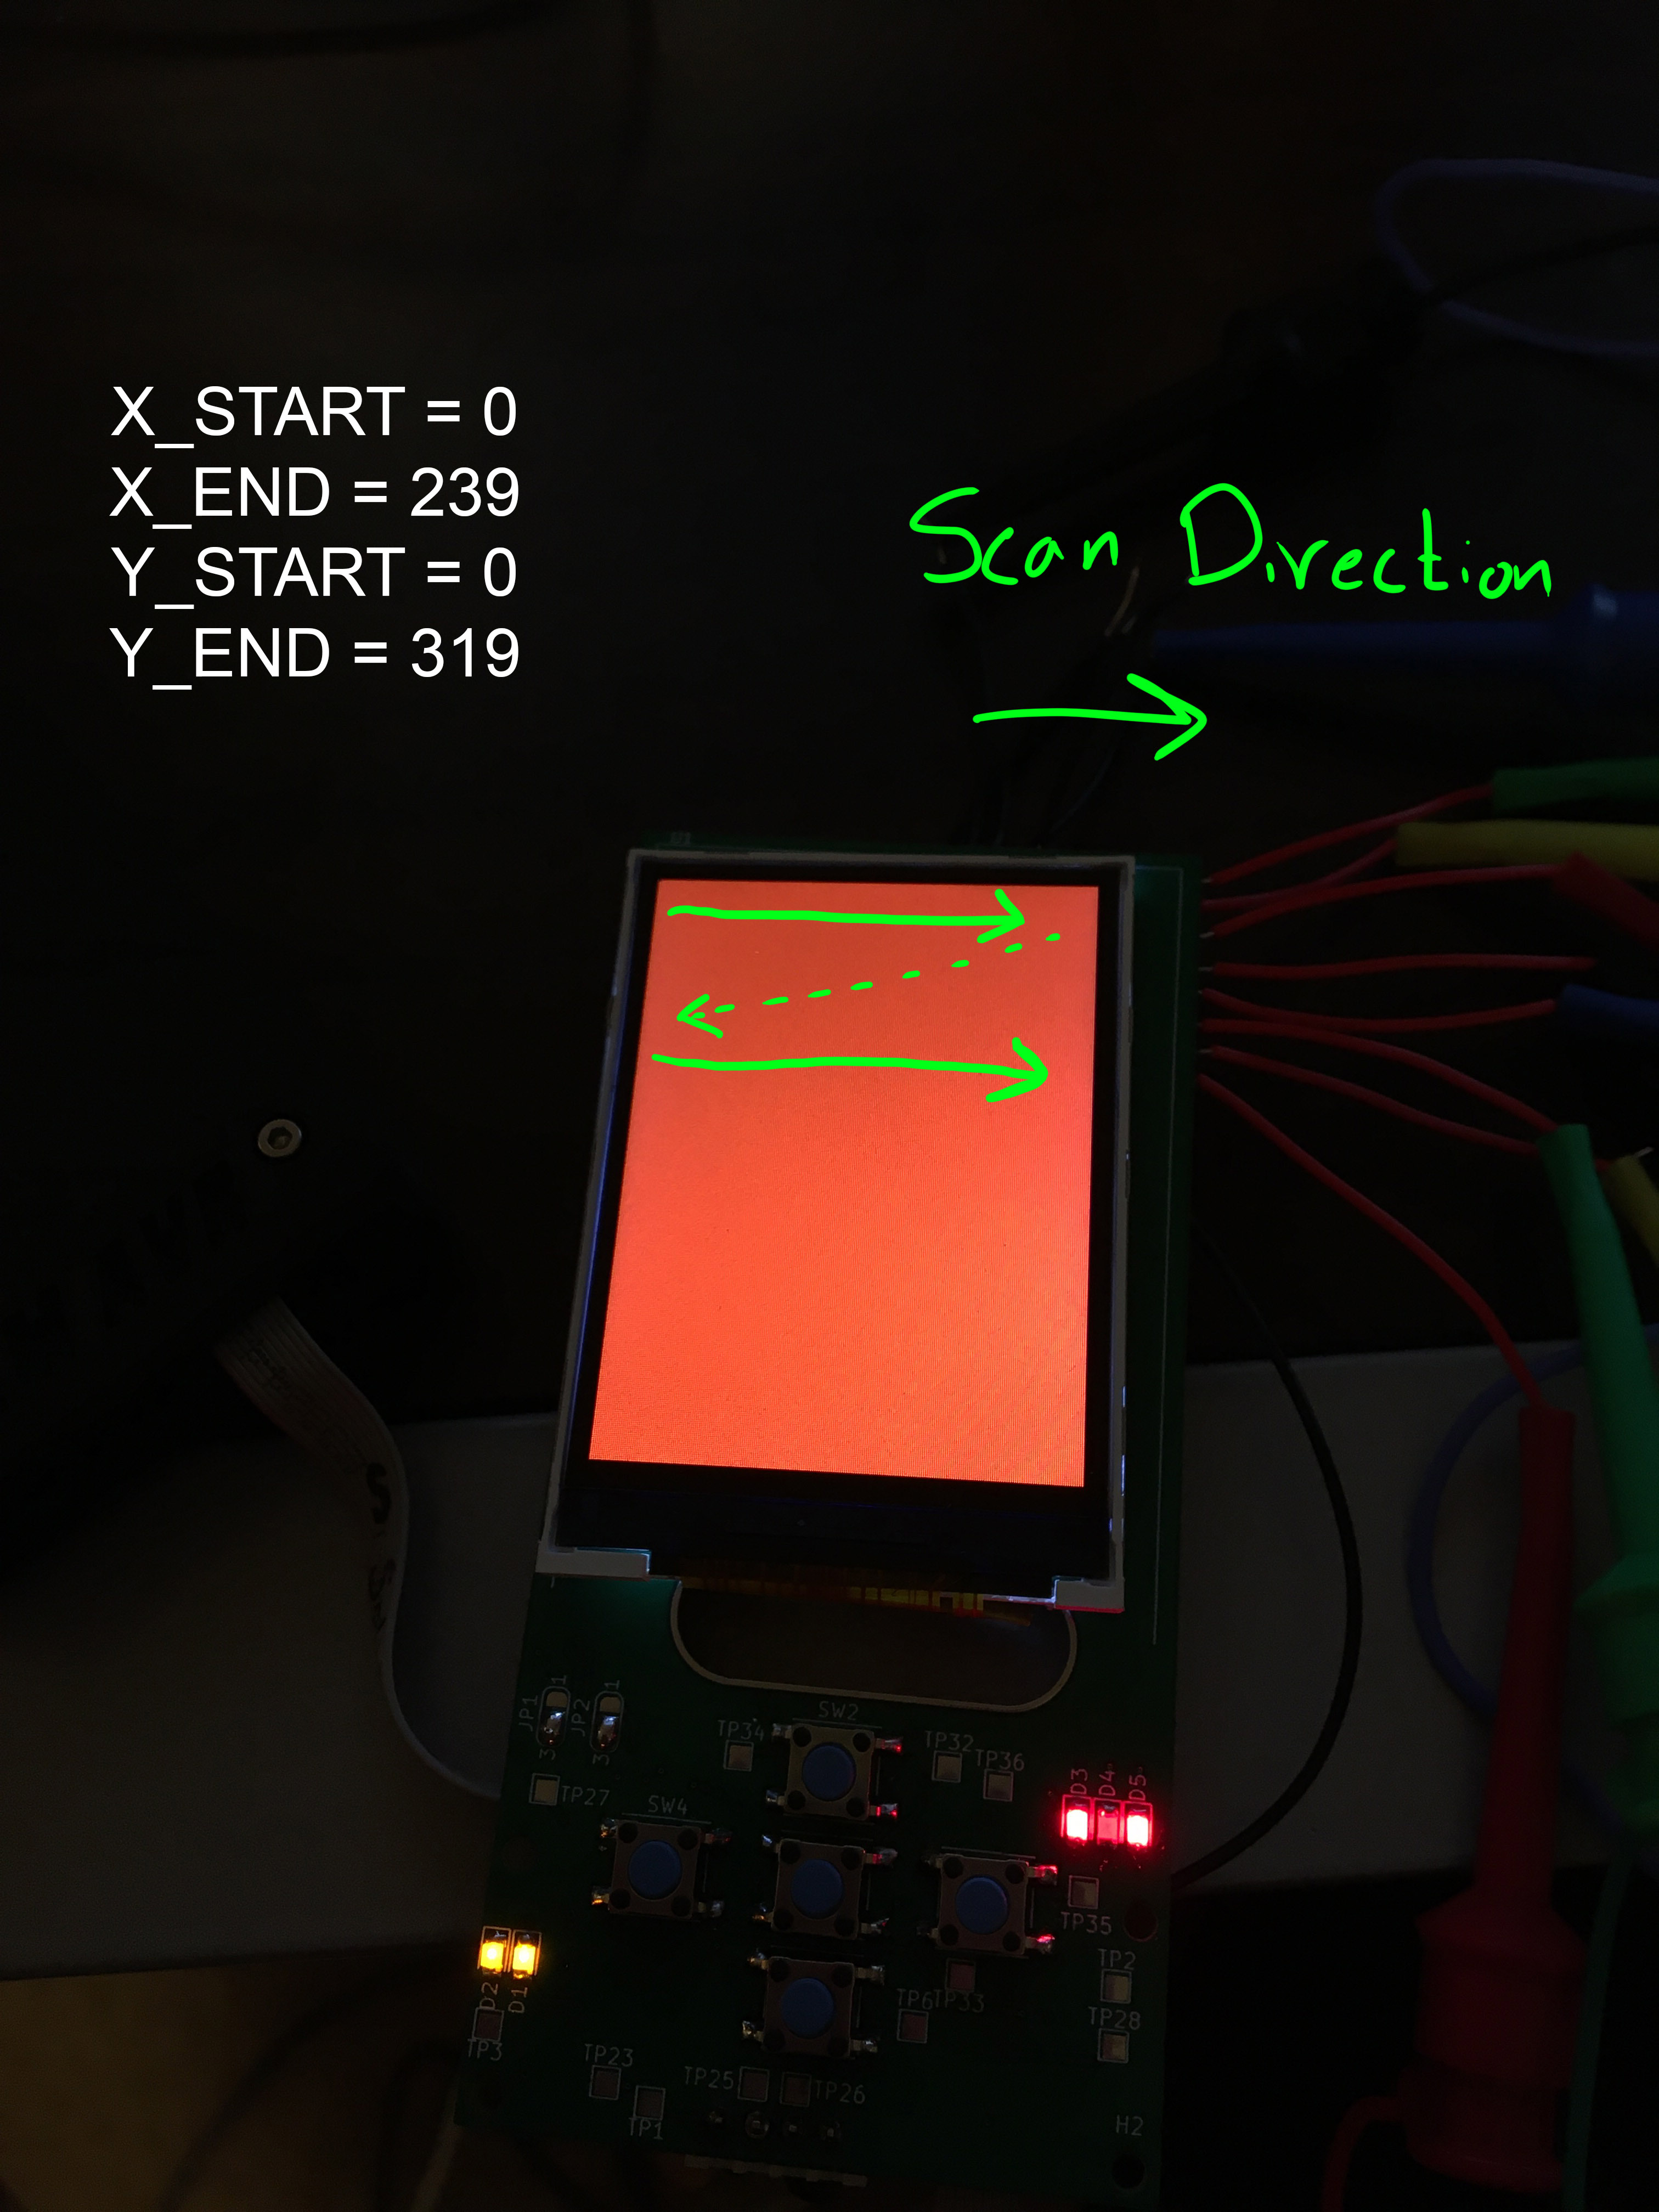 X_START = 0
X_END = 239
Y_START = 0
Y_END = 319
Scan Direction
SW2
JP1
1
3
JP2
1
3
TP34
TP32
TP36
TP27
SW4
D3
D4
D5
TP35
TP2
TP28
TP6
TP33
D2
D1
TP3
TP23
TP1
TP25
TP26
H2